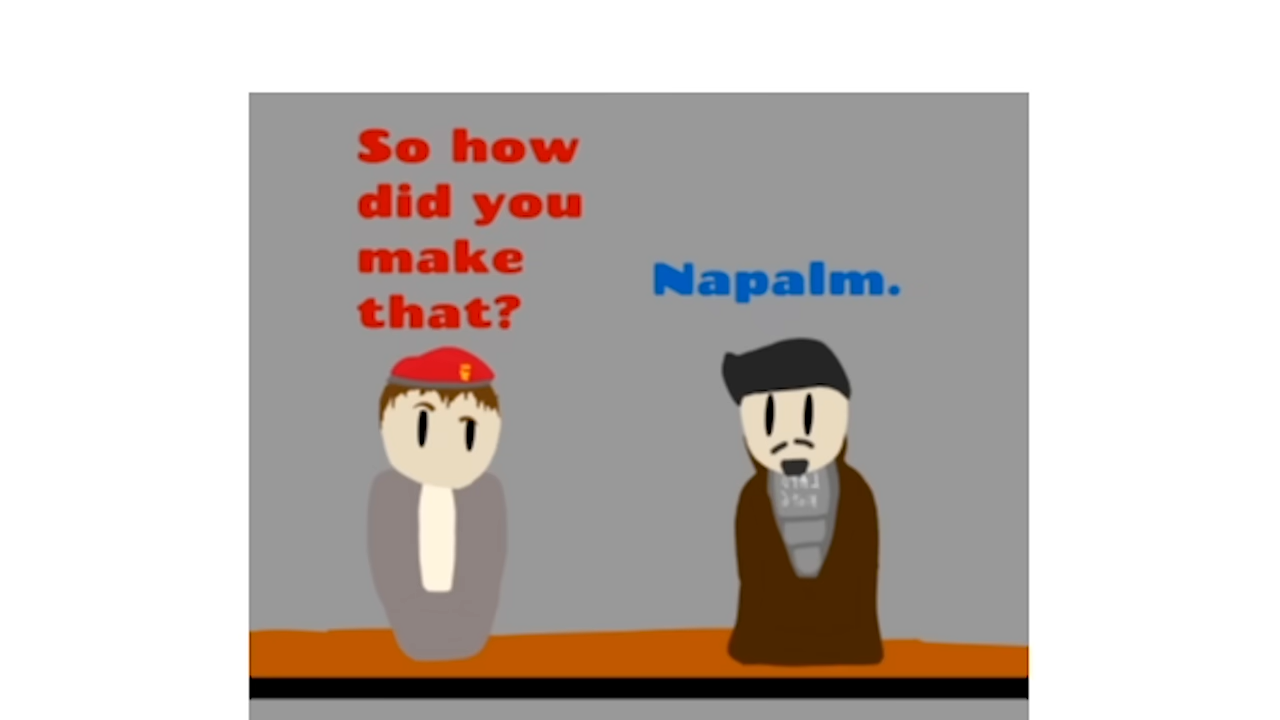 So how
did you
make
that?
Napalm.